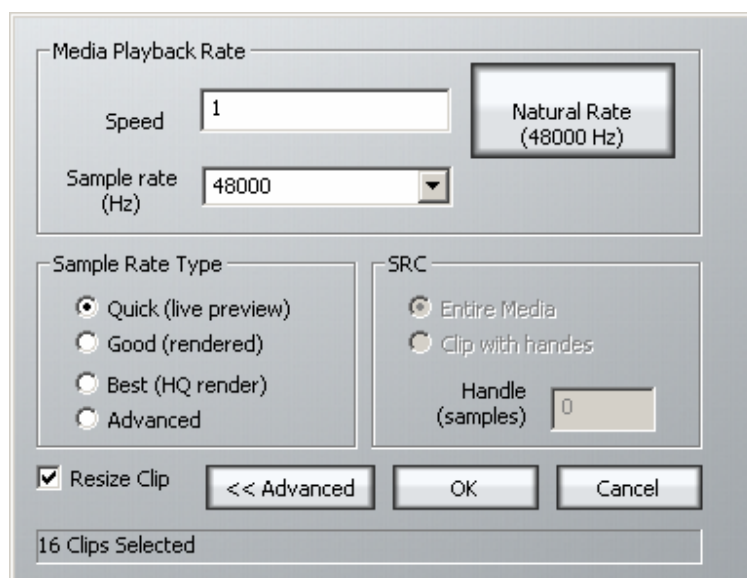 Media Playback Rate
Speed
1
Natural Rate
(48000 Hz)
Sample rate
(Hz)
48000
Sample Rate Type
Quick (live preview)
Good (rendered)
Best (HQ render)
Advanced
SRC
Entire Media
Clip with handes
Handle
(samples)
0
Resize Clip
<< Advanced
OK
Cancel
16 Clips Selected